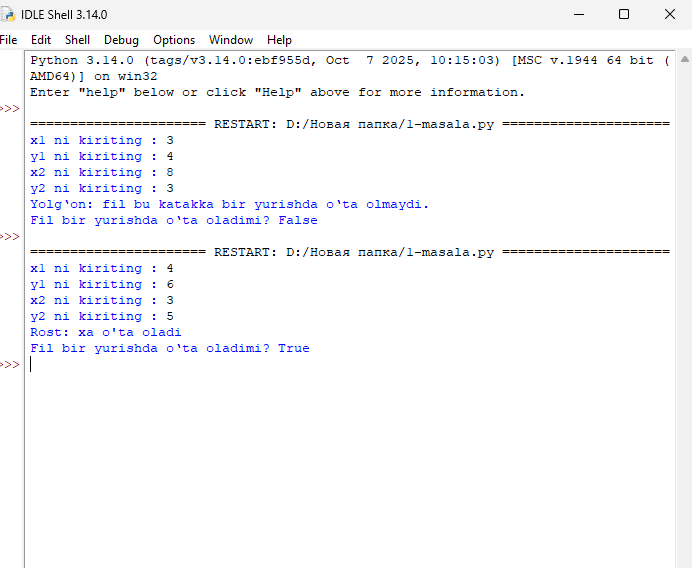 IDLE Shell 3.14.0
File Edit Shell Debug Options Window Help
Python 3.14.0 (tags/v3.14.0:ebf955d, Oct  7 2025, 10:15:03) [MSC v.1944 64 bit (
AMD64)] on win32
Enter "help" below or click "Help" above for more information.
>>>
====================== RESTART: D:/Новая папка/1-masala.py =====================
x1 ni kiriting : 3
y1 ni kiriting : 4
x2 ni kiriting : 8
y2 ni kiriting : 3
Yolg‘on: fil bu katakka bir yurishda o‘ta olmaydi.
Fil bir yurishda o‘ta oladimi? False
>>>
====================== RESTART: D:/Новая папка/1-masala.py =====================
x1 ni kiriting : 4
y1 ni kiriting : 6
x2 ni kiriting : 3
y2 ni kiriting : 5
Rost: xa o'ta oladi
Fil bir yurishda o‘ta oladimi? True
>>>